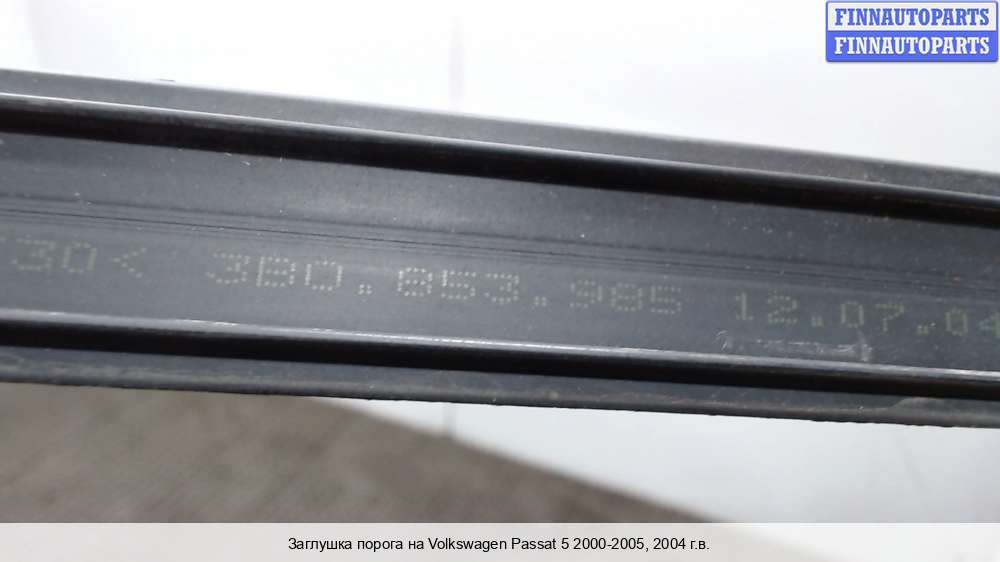 FINNAUTOPARTS
FINNAUTOPARTS
30< 3B0.853.985 12.07.04
Заглушка порога на Volkswagen Passat 5 2000-2005, 2004 г.в.